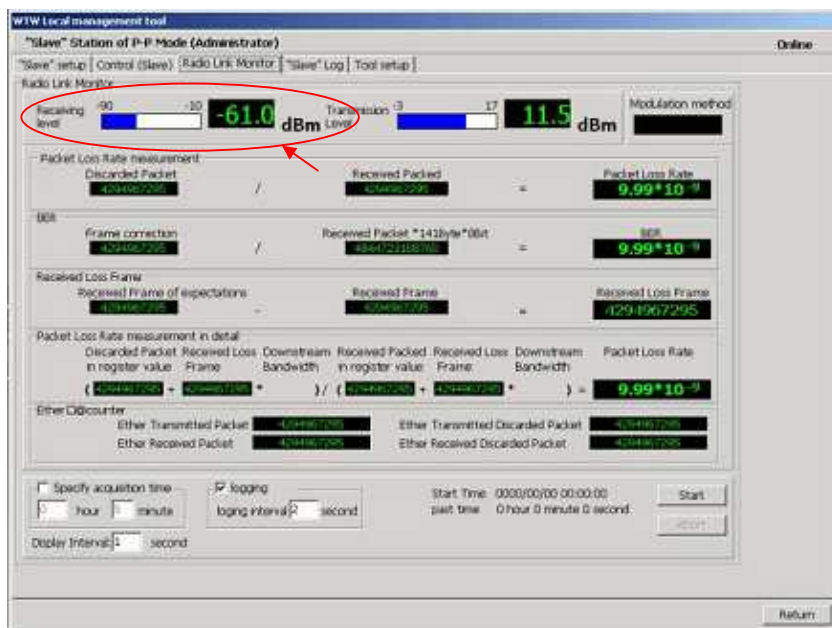 WTW Local management tool
"Slave" Station of P-P Mode (Administrator) Online
"Slave" setup Control (Slave) Radio Link Monitor "Slave" Log Tool setup
Radio Link Monitor
Receiving level -90 -10 -61.0 dBm Transmission Level -3 17 11.5 dBm Modulation method
Packet Loss Rate measurement
Discarded Packet Received Packed Packet Loss Rate
4294967295 / 4294967295 = 9.99*10⁻⁹
BER
Frame correction Received Packet *1418byte*8Bit BER
4294967295 / = 9.99*10⁻⁹
Received Loss Frame
Received Frame of expectations Received Frame Received Loss Frame
4294967295 - 4294967295 = 4294967295
Packet Loss Rate measurement in detail
Discarded Packet Received Loss Downstream Received Packed Received Loss Downstream Packet Loss Rate
in register value Frame Bandwidth in register value Frame Bandwidth
( 4294967295 + 4294967295 * )/ ( 4294967295 + 4294967295 * ) = 9.99*10⁻⁹
Ether counter
Ether Transmitted Packet 4294967295 Ether Transmitted Discarded Packet 4294967295
Ether Received Packet 4294967295 Ether Received Discarded Packet 4294967295
Specify acquisition time logging
0 hour minute loging interval 2 second
Start Time 0000/00/00 00:00:00 Start
past time 0 hour 0 minute 0 second
Display Interval: 1 second
Return